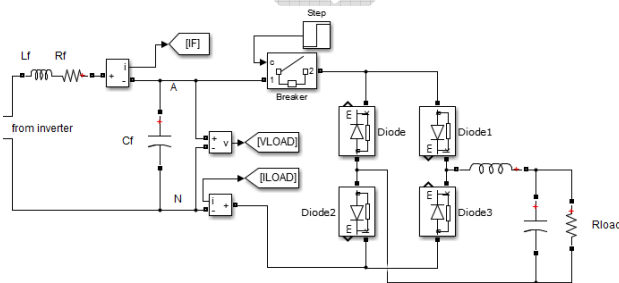 Step
[IF]
Lf
Rf
i
+
-
c
1
2
Breaker
A
from inverter
Cf
+
-
v
[VLOAD]
E
Diode
E
Diode1
[ILOAD]
N
i
-
+
Diode2
E
E
Diode3
Rload